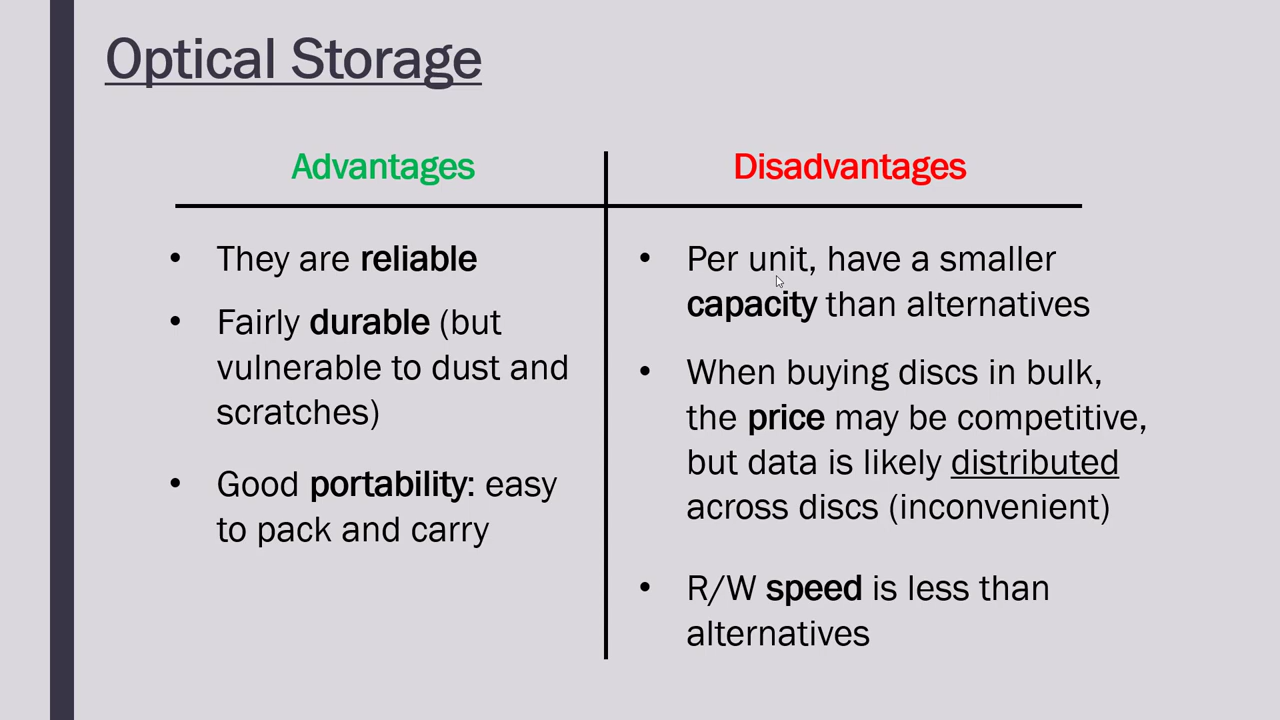 Optical Storage
Advantages
• They are reliable
• Fairly durable (but
vulnerable to dust and
scratches)
• Good portability: easy
to pack and carry
Disadvantages
• Per unit, have a smaller
capacity than alternatives
• When buying discs in bulk,
the price may be competitive,
but data is likely distributed
across discs (inconvenient)
• R/W speed is less than
alternatives